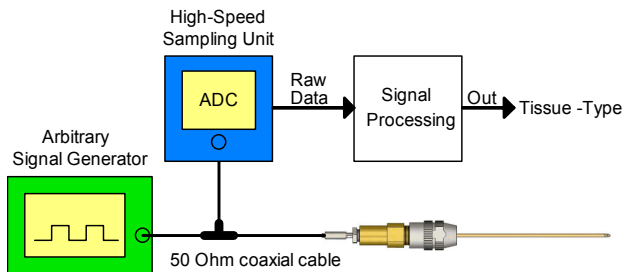 High-Speed
Sampling Unit
ADC
Raw
Data
Signal
Processing
Out
Tissue -Type
Arbitrary
Signal Generator
50 Ohm coaxial cable